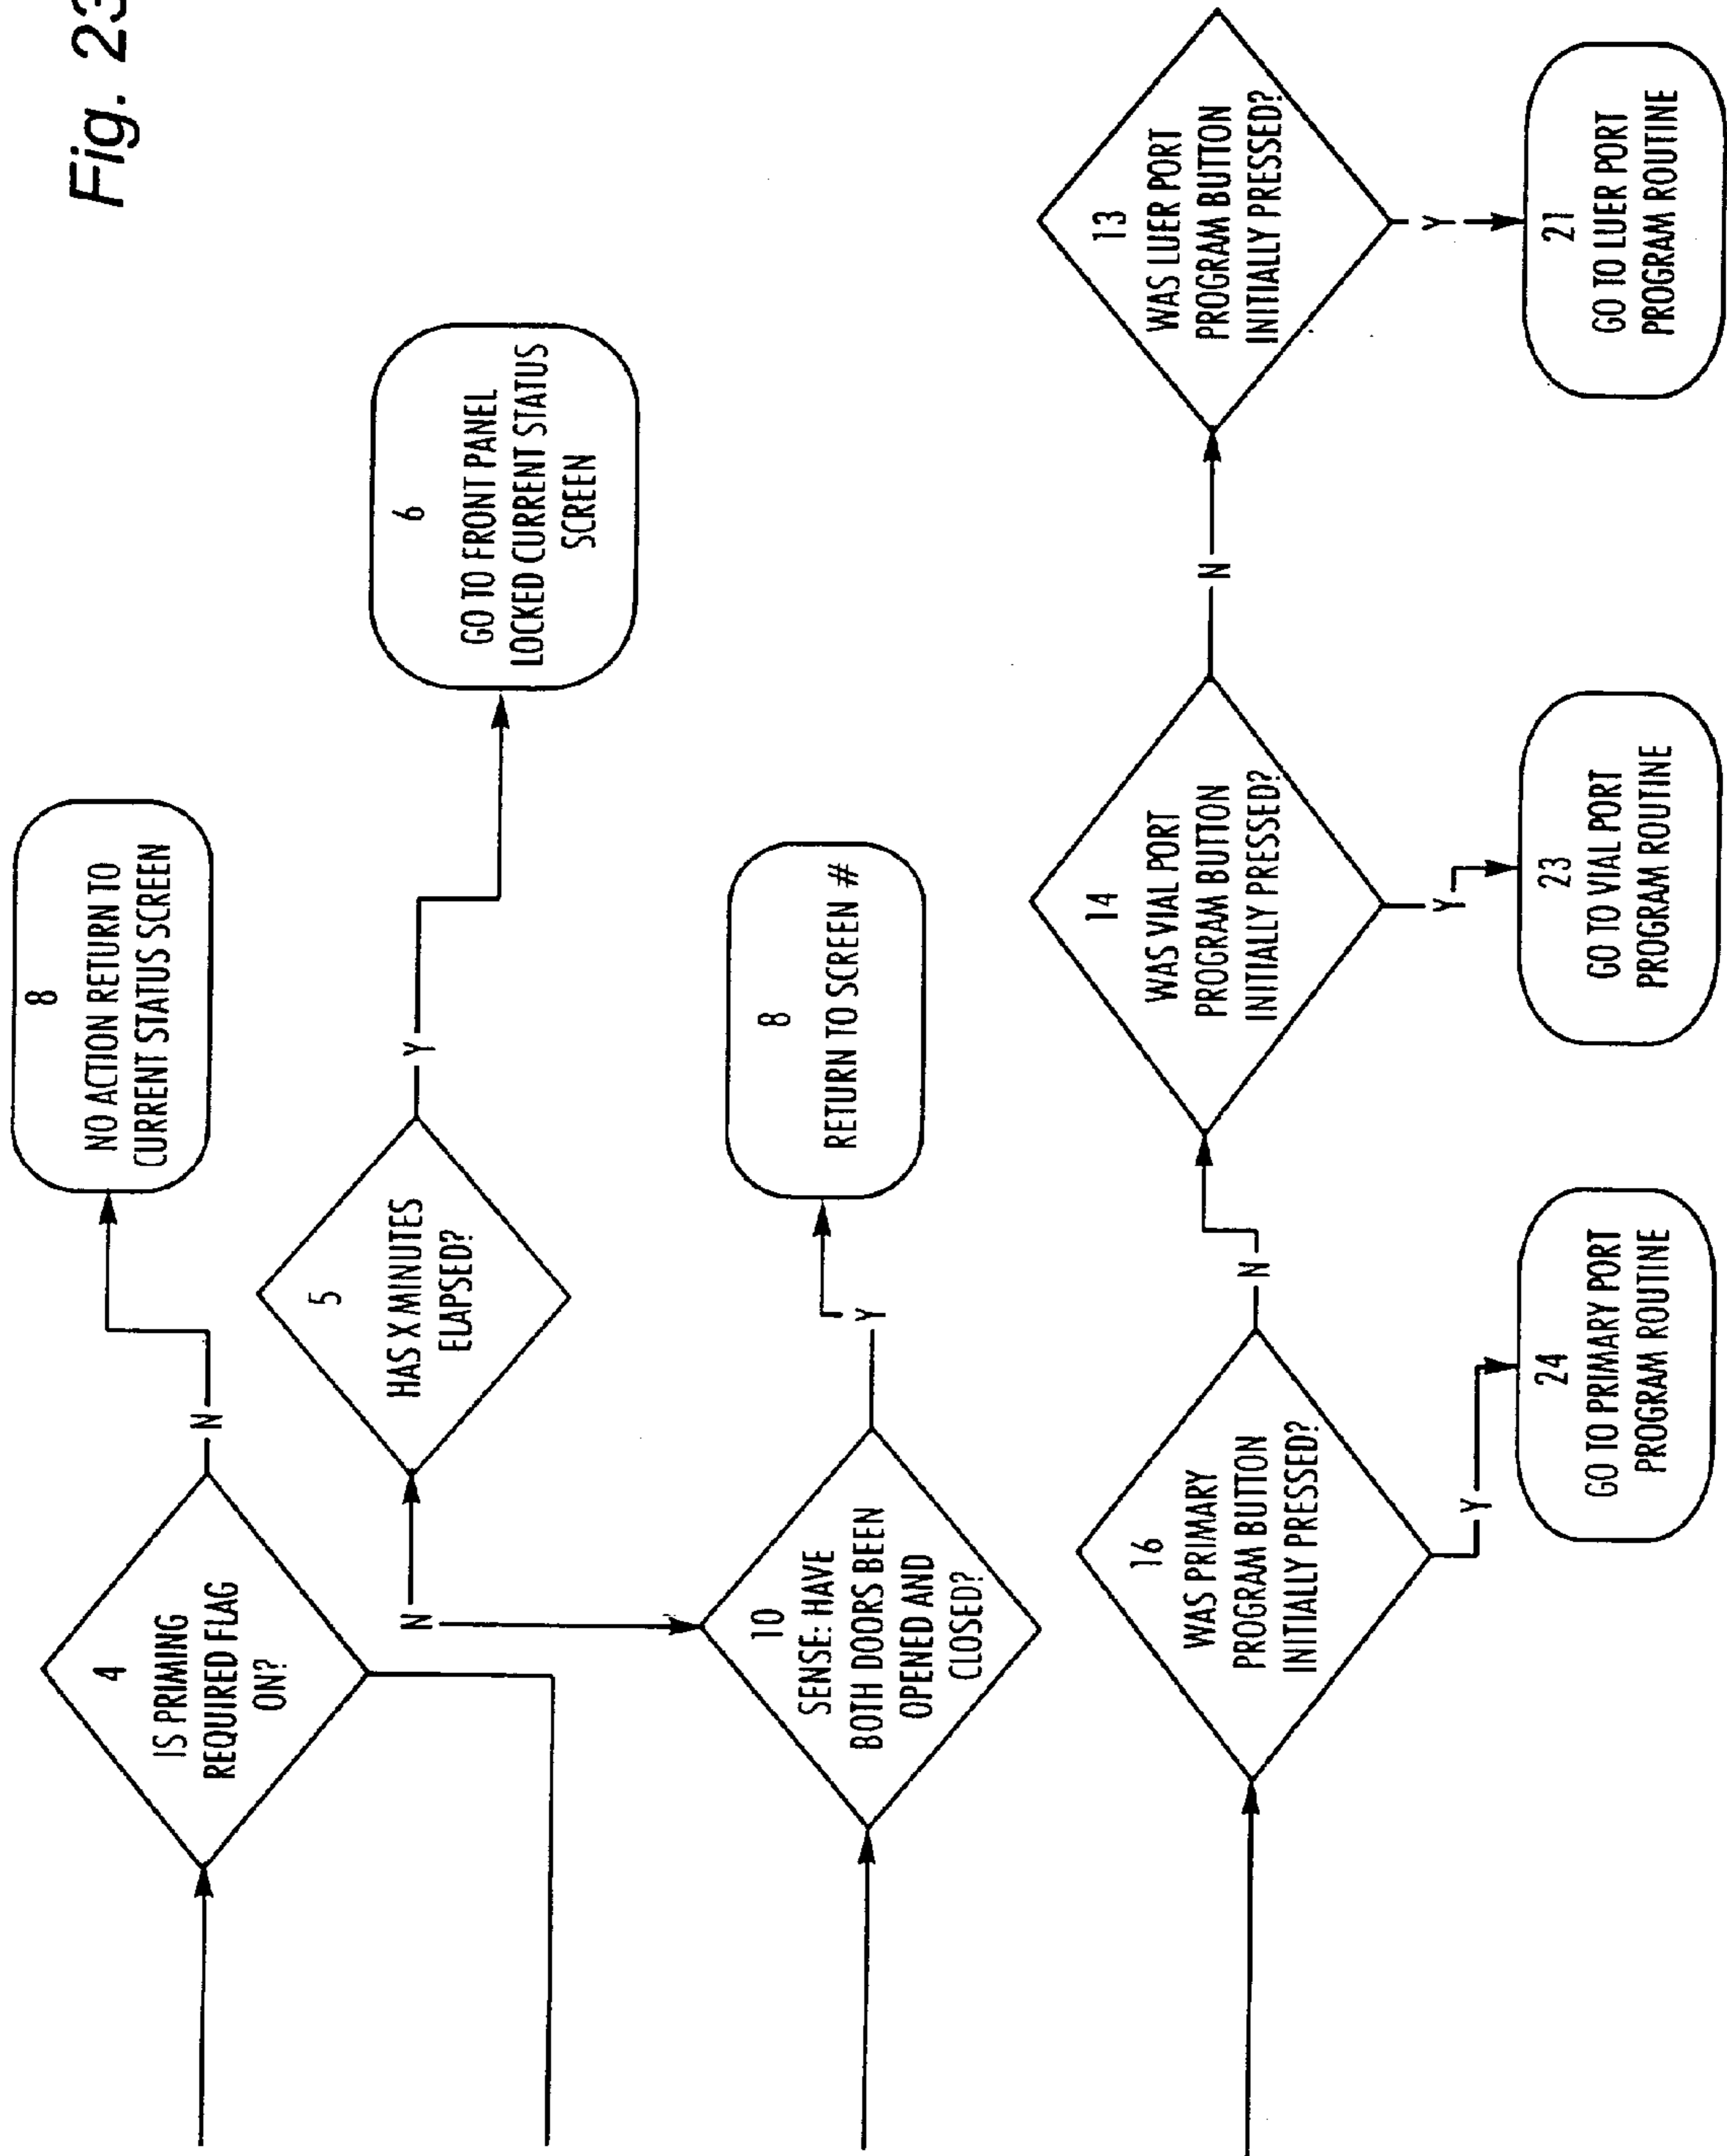 Fig. 23
4
IS PRIMING
REQUIRED FLAG
ON?
N
8
NO ACTION RETURN TO
CURRENT STATUS SCREEN
N
5
HAS X MINUTES
ELAPSED?
Y
6
GO TO FRONT PANEL
LOCKED CURRENT STATUS
SCREEN
10
SENSE: HAVE
BOTH DOORS BEEN
OPENED AND
CLOSED?
Y
8
RETURN TO SCREEN #
16
WAS PRIMARY
PROGRAM BUTTON
INITIALLY PRESSED?
N
Y
24
GO TO PRIMARY PORT
PROGRAM ROUTINE
14
WAS VIAL PORT
PROGRAM BUTTON
INITIALLY PRESSED?
N
Y
23
GO TO VIAL PORT
PROGRAM ROUTINE
13
WAS LUER PORT
PROGRAM BUTTON
INITIALLY PRESSED?
Y
21
GO TO LUER PORT
PROGRAM ROUTINE